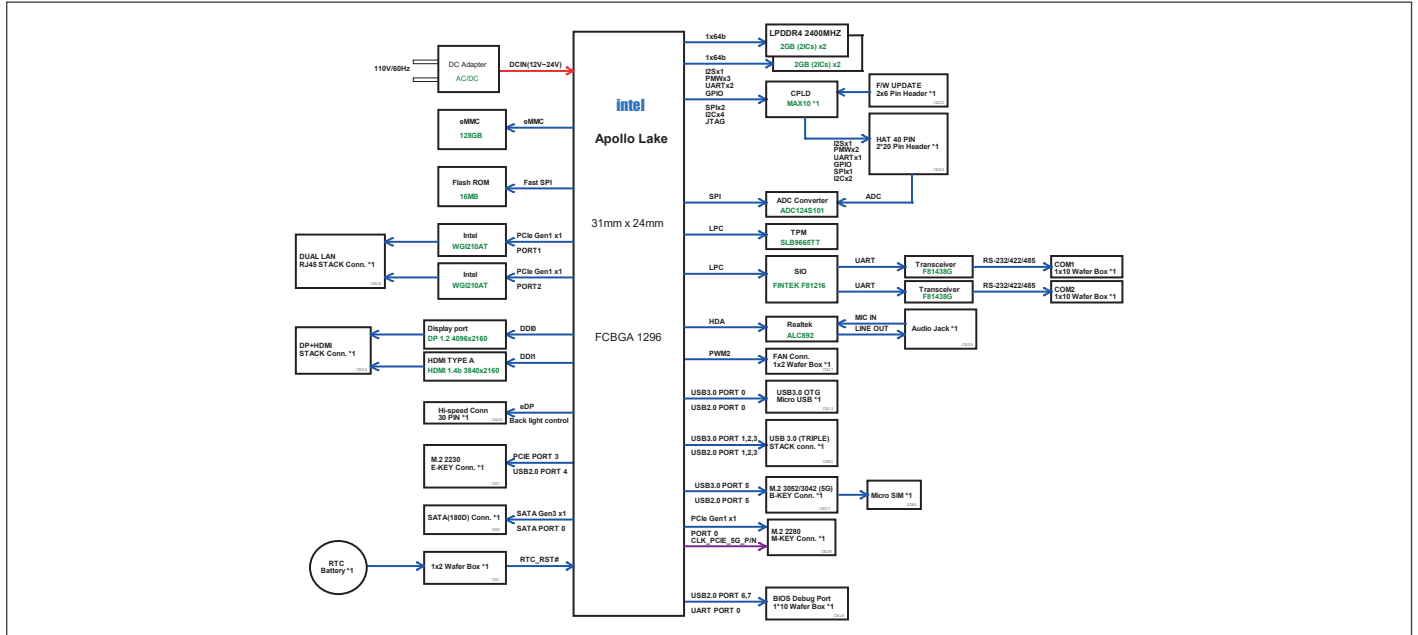 110V/60Hz
DC Adapter
AC/DC
DCIN(12V~24V)
eMMC
128GB
eMMC
Flash ROM
16MB
Fast SPI
DUAL LAN
RJ45 STACK Conn. *1
Intel
WGI210AT
PCIe Gen1 x1
PORT1
Intel
WGI210AT
PCIe Gen1 x1
PORT2
DP+HDMI
STACK Conn. *1
Display port
DP 1.2 4096x2160
DDI0
HDMI TYPE A
HDMI 1.4b 3840x2160
DDI1
Hi-speed Conn
30 PIN *1
eDP
Back light control
M.2 2230
E-KEY Conn. *1
PCIE PORT 3
USB2.0 PORT 4
SATA(180D) Conn. *1
SATA Gen3 x1
SATA PORT 0
RTC
Battery *1
1x2 Wafer Box *1
RTC_RST#
intel
Apollo Lake
31mm x 24mm
FCBGA 1296
1x64b
LPDDR4 2400MHZ
2GB (2ICs) x2
1x64b
2GB (2ICs) x2
I2Sx1
PMWx3
UARTx2
GPIO
SPIx2
I2Cx4
JTAG
CPLD
MAX10 *1
F/W UPDATE
2x6 Pin Header *1
I2Sx1
PMWx2
UARTx1
GPIO
SPIx1
I2Cx2
HAT 40 PIN
2*20 Pin Header *1
SPI
ADC Converter
ADC124S101
ADC
LPC
TPM
SLB9665TT
LPC
SIO
FINTEK F81216
UART
Transceiver
F81438G
RS-232/422/485
COM1
1x10 Wafer Box *1
UART
Transceiver
F81438G
RS-232/422/485
COM2
1x10 Wafer Box *1
HDA
Realtek
ALC892
MIC IN
LINE OUT
Audio Jack *1
PWM2
FAN Conn.
1x2 Wafer Box *1
USB3.0 PORT 0
USB2.0 PORT 0
USB3.0 OTG
Micro USB *1
USB3.0 PORT 1,2,3
USB2.0 PORT 1,2,3
USB 3.0 (TRIPLE)
STACK conn. *1
USB3.0 PORT 5
USB2.0 PORT 5
M.2 3052/3042 (5G)
B-KEY Conn. *1
Micro SIM *1
PCIe Gen1 x1
PORT 0
CLK_PCIE_5G_P/N
M.2 2280
M-KEY Conn. *1
USB2.0 PORT 6,7
UART PORT 0
BIOS Debug Port
1*10 Wafer Box *1